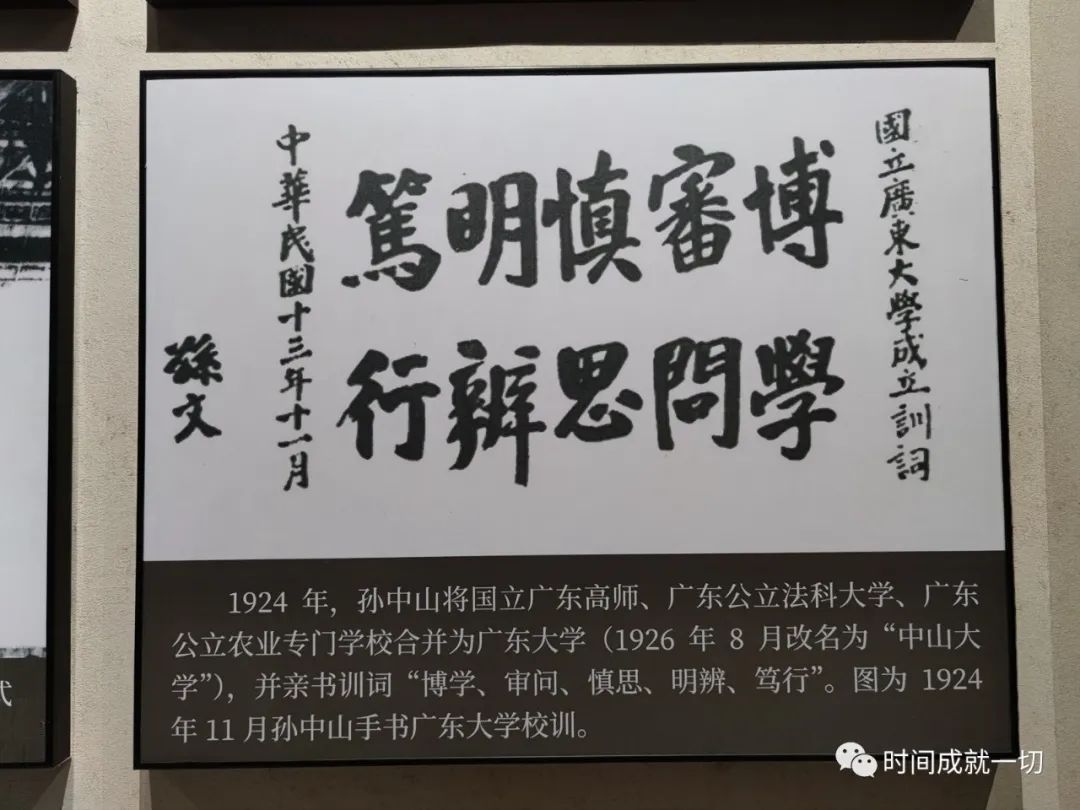 國立廣東大學成立訓詞
博學
審問
慎思
明辨
篤行
中華民國十三年十一月
孫文
1924 年，孙中山将国立广东高师、广东公立法科大学、广东
公立农业专门学校合并为广东大学（1926 年 8 月改名为“中山大
学”），并亲书训词“博学、审问、慎思、明辨、笃行”。图为 1924
年 11 月孙中山手书广东大学校训。
代
时间成就一切